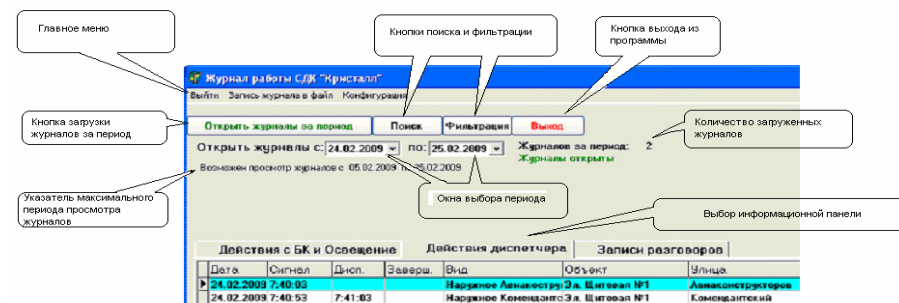 Главное меню
Кнопки поиска и фильтрации
Кнопка выхода из
программы
Журнал работы СДК "Кристалл"
Выйти Запись журнала в файл Конфигурация
Кнопка загрузки
журналов за период
Открыть журналы за период Поиск Фильтрация Выход
Количество загруженных
журналов
Открыть журналы с: 24.02.2009 по: 25.02.2009 Журналов за период: 2
Журналы открыты
Возможен просмотр журналов с 05.02.2009 по 25.02.2009
Указатель максимального
периода просмотра
журналов
Окна выбора периода
Выбор информационной панели
Действия с БК и Освещение Действия диспетчера Записи разговоров
Дата Сигнал Дисп. Заверш. Вид Объект Улица
24.02.2009 7:40:03 Наружное Авиаконстру Эл. Щитовая №1 Авиаконструкторов
24.02.2009 7:40:53 7:41:03 Наружное Комендантс Эл. Щитовая №1 Комендантский